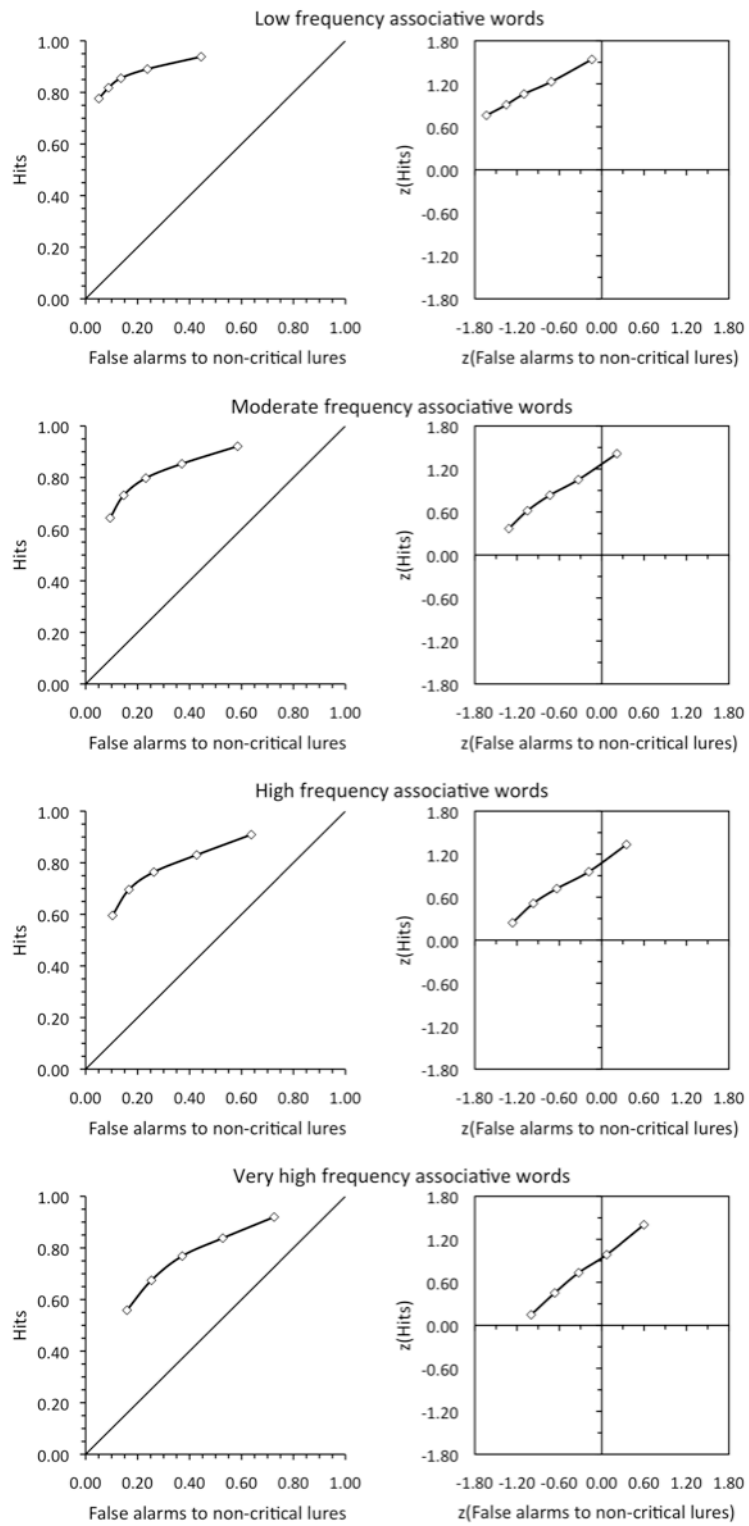 Low frequency associative words
1.00
0.80
0.60
0.40
0.20
0.00
Hits
0.00 0.20 0.40 0.60 0.80 1.00
False alarms to non-critical lures
1.80
1.20
0.60
0.00
-0.60
-1.20
-1.80
z(Hits)
-1.80 -1.20 -0.60 0.00 0.60 1.20 1.80
z(False alarms to non-critical lures)
Moderate frequency associative words
1.00
0.80
0.60
0.40
0.20
0.00
Hits
0.00 0.20 0.40 0.60 0.80 1.00
False alarms to non-critical lures
1.80
1.20
0.60
0.00
-0.60
-1.20
-1.80
z(Hits)
-1.80 -1.20 -0.60 0.00 0.60 1.20 1.80
z(False alarms to non-critical lures)
High frequency associative words
1.00
0.80
0.60
0.40
0.20
0.00
Hits
0.00 0.20 0.40 0.60 0.80 1.00
False alarms to non-critical lures
1.80
1.20
0.60
0.00
-0.60
-1.20
-1.80
z(Hits)
-1.80 -1.20 -0.60 0.00 0.60 1.20 1.80
z(False alarms to non-critical lures)
Very high frequency associative words
1.00
0.80
0.60
0.40
0.20
0.00
Hits
0.00 0.20 0.40 0.60 0.80 1.00
False alarms to non-critical lures
1.80
1.20
0.60
0.00
-0.60
-1.20
-1.80
z(Hits)
-1.80 -1.20 -0.60 0.00 0.60 1.20 1.80
z(False alarms to non-critical lures)